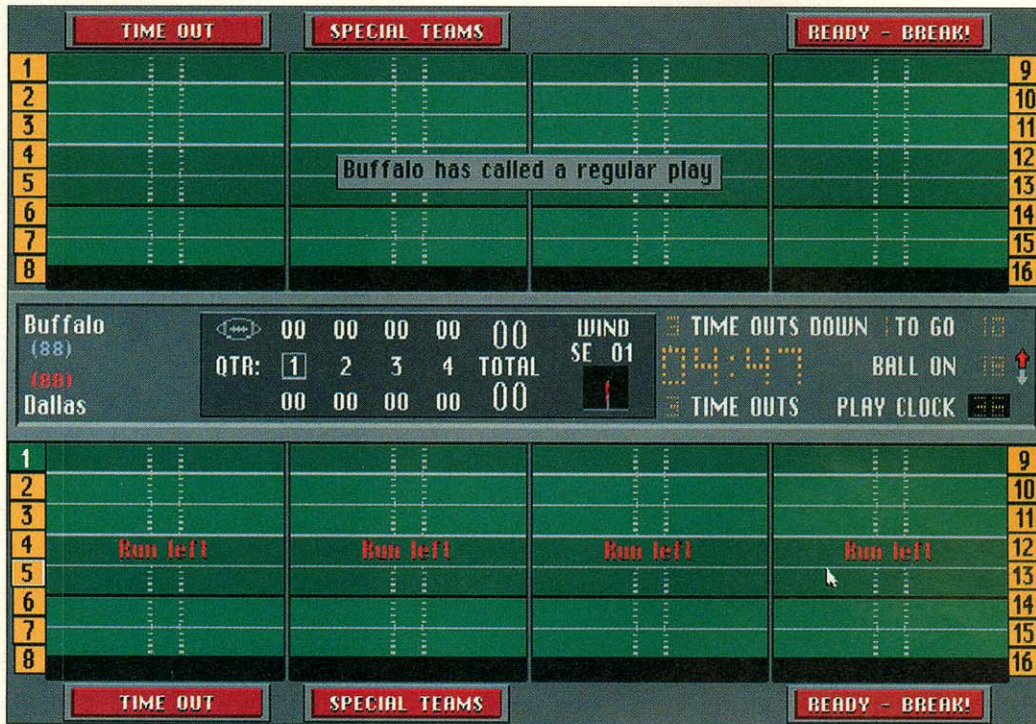 TIME OUT SPECIAL TEAMS READY - BREAK!
1 9
2 10
3 11
4 12
Buffalo has called a regular play
5 13
6 14
7 15
8 16
Buffalo 00 00 00 00 00 WIND 3 TIME OUTS DOWN 1 TO GO 10
(88) SE 01
QTR: 1 2 3 4 TOTAL 04:47 BALL ON
(88)
Dallas 00 00 00 00 00 3 TIME OUTS PLAY CLOCK
1 9
2 10
3 11
4 Run left Run left Run left Run left 12
5 13
6 14
7 15
8 16
TIME OUT SPECIAL TEAMS READY - BREAK!